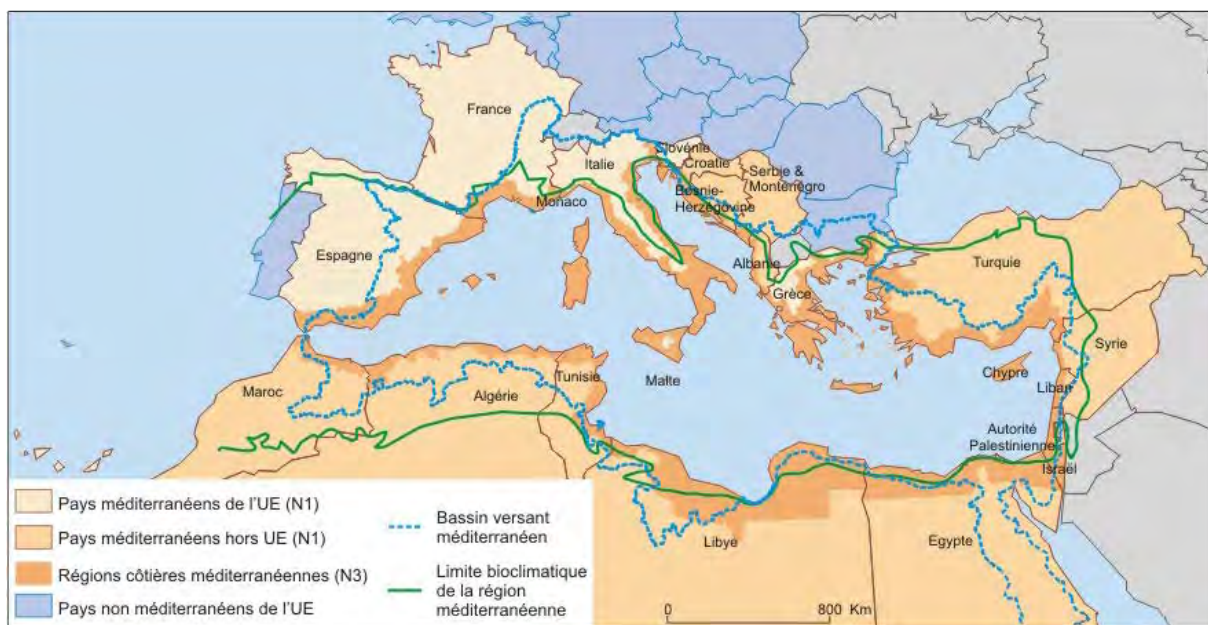 France
Slovénie
Croatie
Italie
Serbie &
Monténégro
Bosnie-
Herzégovine
Monaco
Espagne
Albanie
Turquie
Grèce
Syrie
Chypre
Malte
Tunisie
Liban
Maroc
Algérie
Autorité
Palestinienne
Israël
Libye
Egypte
Pays méditerranéens de l'UE (N1)
Pays méditerranéens hors UE (N1)
Régions côtières méditerranéennes (N3)
Pays non méditerranéens de l'UE
Bassin versant
méditerranéen
Limite bioclimatique
de la région
méditerranéenne
0 800 Km